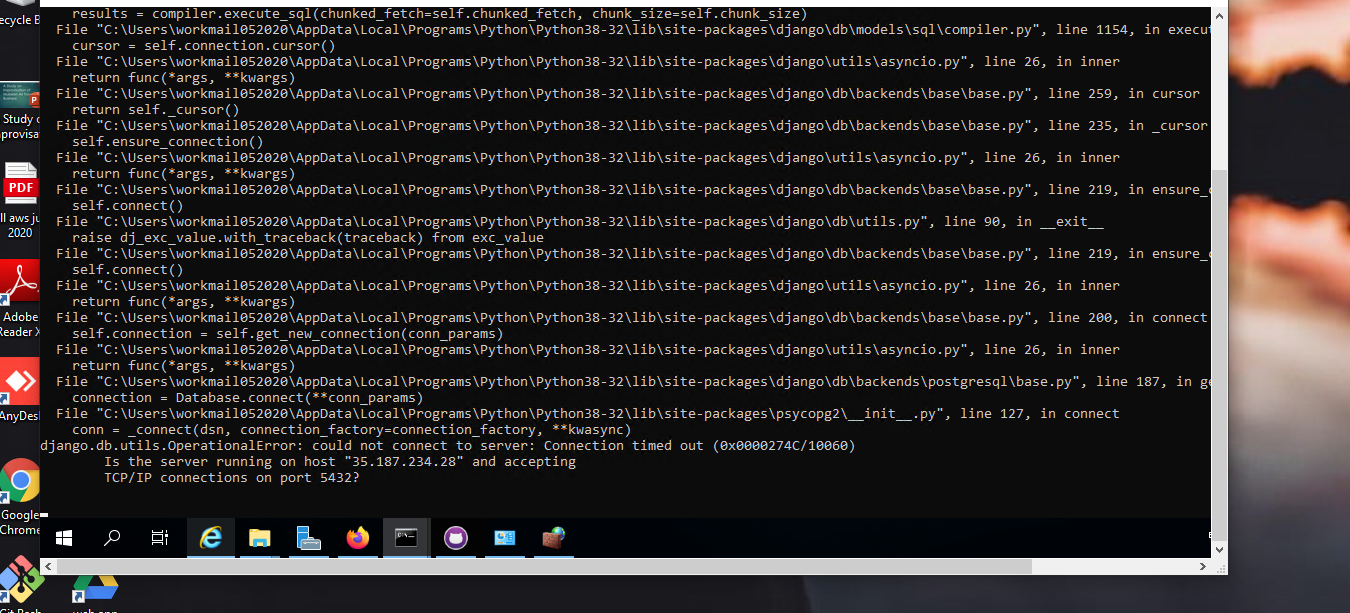 ecycle B
results = compiler.execute_sql(chunked_fetch=self.chunked_fetch, chunk_size=self.chunk_size)
File "C:\Users\workmail052020\AppData\Local\Programs\Python\Python38-32\lib\site-packages\django\db\models\sql\compiler.py", line 1154, in execut
cursor = self.connection.cursor()
File "C:\Users\workmail052020\AppData\Local\Programs\Python\Python38-32\lib\site-packages\django\utils\asyncio.py", line 26, in inner
return func(*args, **kwargs)
File "C:\Users\workmail052020\AppData\Local\Programs\Python\Python38-32\lib\site-packages\django\db\backends\base\base.py", line 259, in cursor
return self._cursor()
File "C:\Users\workmail052020\AppData\Local\Programs\Python\Python38-32\lib\site-packages\django\db\backends\base\base.py", line 235, in _cursor
self.ensure_connection()
File "C:\Users\workmail052020\AppData\Local\Programs\Python\Python38-32\lib\site-packages\django\utils\asyncio.py", line 26, in inner
return func(*args, **kwargs)
File "C:\Users\workmail052020\AppData\Local\Programs\Python\Python38-32\lib\site-packages\django\db\backends\base\base.py", line 219, in ensure_c
self.connect()
File "C:\Users\workmail052020\AppData\Local\Programs\Python\Python38-32\lib\site-packages\django\db\utils.py", line 90, in __exit__
raise dj_exc_value.with_traceback(traceback) from exc_value
File "C:\Users\workmail052020\AppData\Local\Programs\Python\Python38-32\lib\site-packages\django\db\backends\base\base.py", line 219, in ensure_c
self.connect()
File "C:\Users\workmail052020\AppData\Local\Programs\Python\Python38-32\lib\site-packages\django\utils\asyncio.py", line 26, in inner
return func(*args, **kwargs)
File "C:\Users\workmail052020\AppData\Local\Programs\Python\Python38-32\lib\site-packages\django\db\backends\base\base.py", line 200, in connect
self.connection = self.get_new_connection(conn_params)
File "C:\Users\workmail052020\AppData\Local\Programs\Python\Python38-32\lib\site-packages\django\utils\asyncio.py", line 26, in inner
return func(*args, **kwargs)
File "C:\Users\workmail052020\AppData\Local\Programs\Python\Python38-32\lib\site-packages\django\db\backends\postgresql\base.py", line 187, in ge
connection = Database.connect(**conn_params)
File "C:\Users\workmail052020\AppData\Local\Programs\Python\Python38-32\lib\site-packages\psycopg2\__init__.py", line 127, in connect
conn = _connect(dsn, connection_factory=connection_factory, **kwasync)
django.db.utils.OperationalError: could not connect to server: Connection timed out (0x0000274C/10060)
Is the server running on host "35.187.234.28" and accepting
TCP/IP connections on port 5432?
Study o
provisa
PDF
ll aws ju
2020
Adobe
Reader X
AnyDes
Google
Chrome
Git Bash
web app